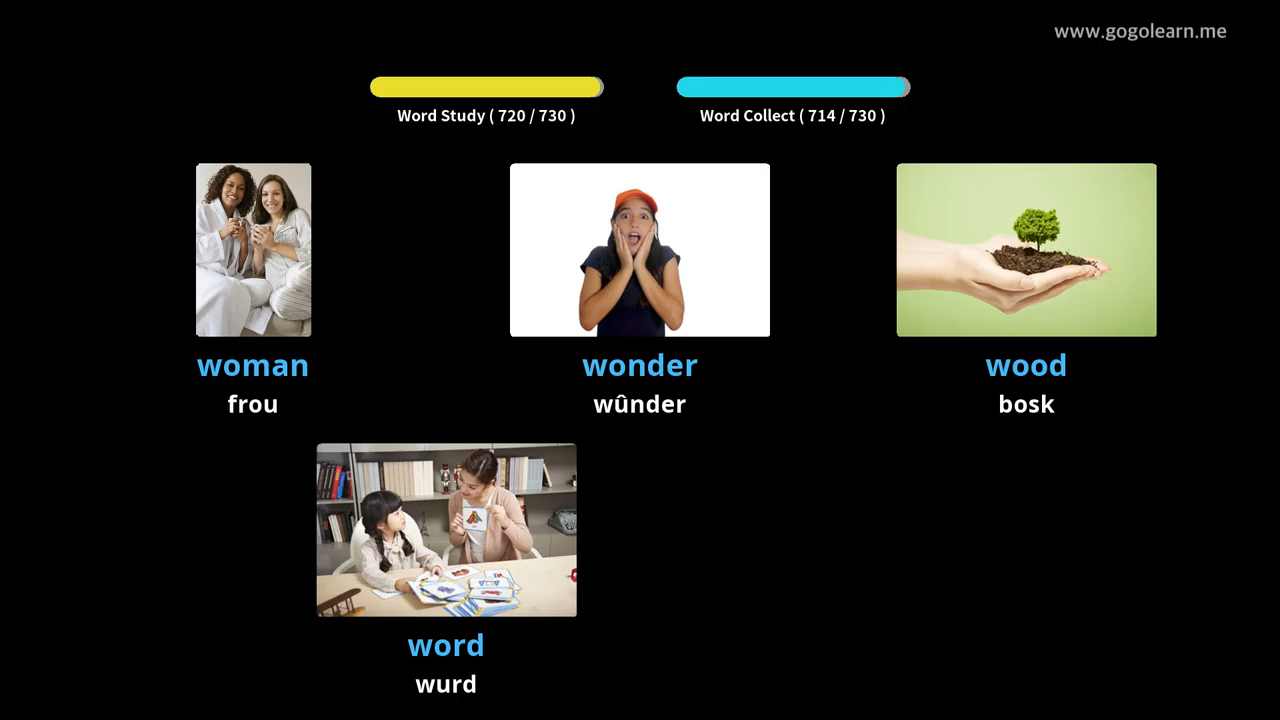 www.gogolearn.me
Word Study ( 720 / 730 )
Word Collect ( 714 / 730 )
woman
frou
wonder
wûnder
wood
bosk
word
wurd